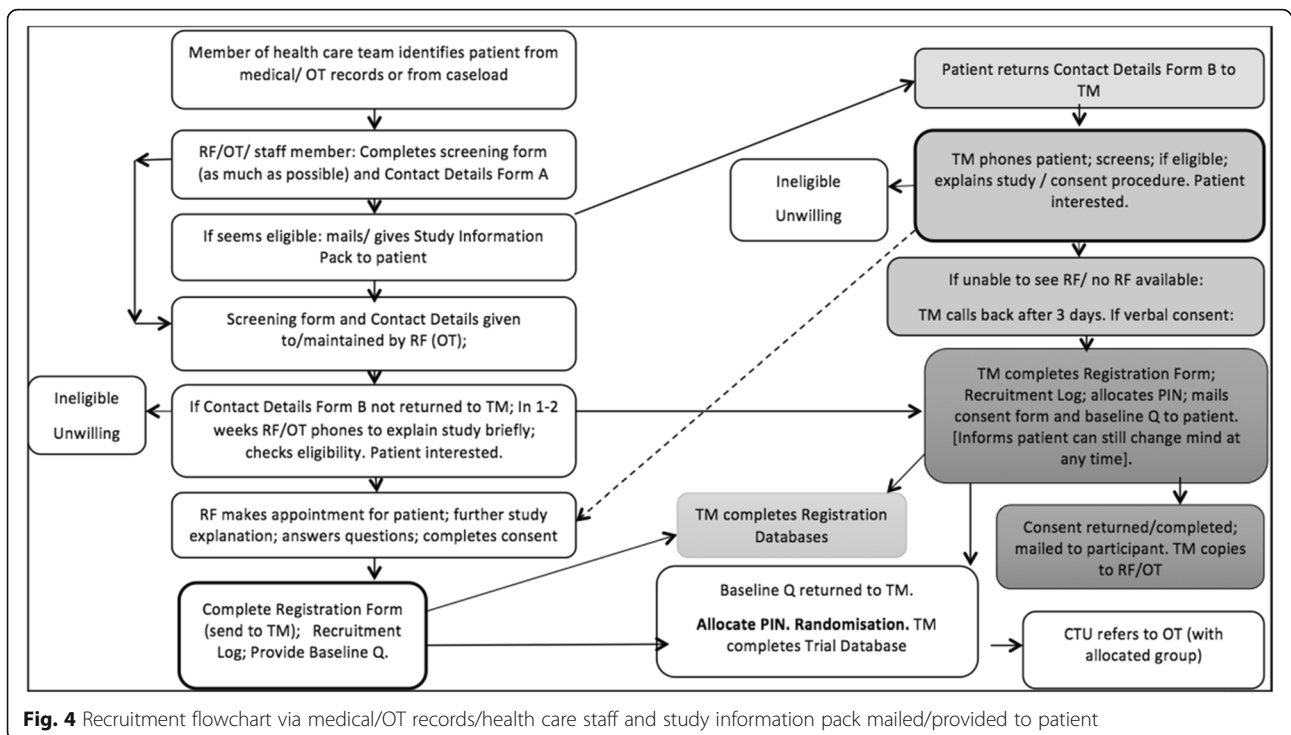 Member of health care team identifies patient from
medical/ OT records or from caseload
RF/OT/ staff member: Completes screening form
(as much as possible) and Contact Details Form A
If seems eligible: mails/ gives Study Information
Pack to patient
Screening form and Contact Details given
to/maintained by RF (OT);
Ineligible
Unwilling
If Contact Details Form B not returned to TM; In 1-2
weeks RF/OT phones to explain study briefly;
checks eligibility. Patient interested.
RF makes appointment for patient; further study
explanation; answers questions; completes consent
Complete Registration Form
(send to TM); Recruitment
Log; Provide Baseline Q.
Patient returns Contact Details Form B to
TM
Ineligible
Unwilling
TM phones patient; screens; if eligible;
explains study / consent procedure. Patient
interested.
If unable to see RF/ no RF available:
TM calls back after 3 days. If verbal consent:
TM completes Registration Form;
Recruitment Log; allocates PIN; mails
consent form and baseline Q to patient.
[Informs patient can still change mind at
any time].
TM completes Registration
Databases
Consent returned/completed;
mailed to participant. TM copies
to RF/OT
Baseline Q returned to TM.
Allocate PIN. Randomisation. TM
completes Trial Database
CTU refers to OT (with
allocated group)
Fig. 4 Recruitment flowchart via medical/OT records/health care staff and study information pack mailed/provided to patient